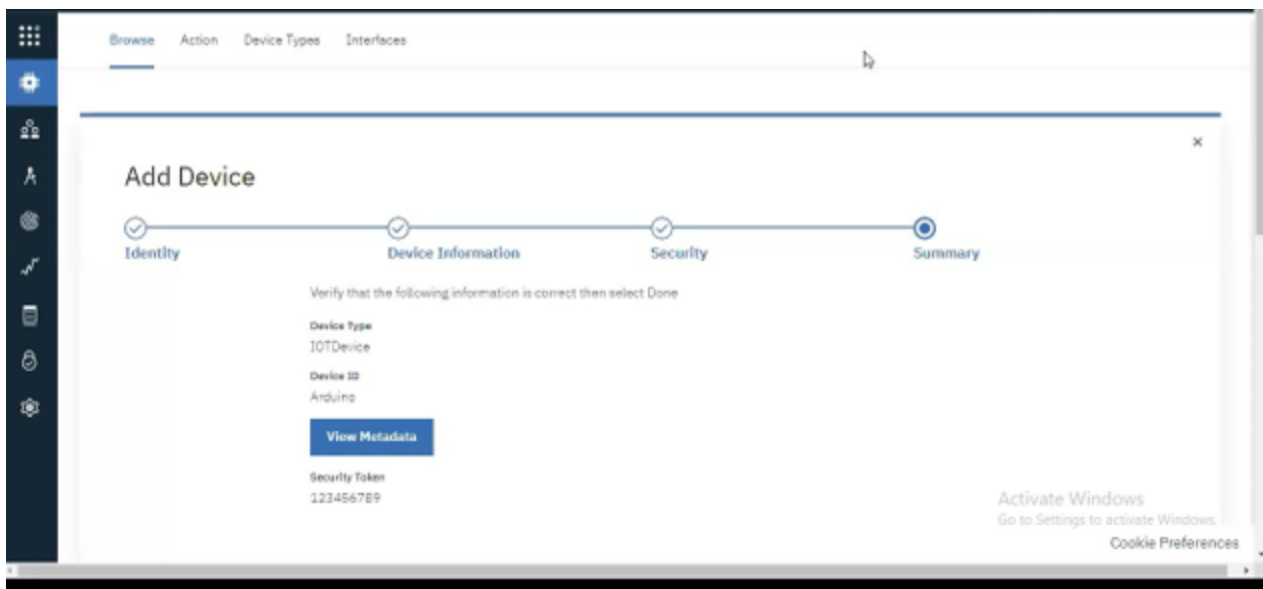 Browse Action Device Types Interfaces
Add Device
Identity Device Information Security Summary
Verify that the following information is correct then select Done
Device Type
IOTDevice
Device ID
Arduino
View Metadata
Security Token
123456789
Activate Windows
Go to Settings to activate Windows.
Cookie Preferences